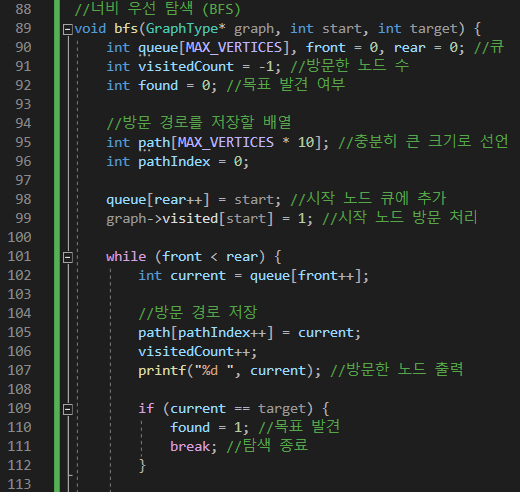 88 //너비 우선 탐색 (BFS)
89 void bfs(GraphType* graph, int start, int target) {
90 int queue[MAX_VERTICES], front = 0, rear = 0; //큐
91 int visitedCount = -1; //방문한 노드 수
92 int found = 0; //목표 발견 여부
93
94 //방문 경로를 저장할 배열
95 int path[MAX_VERTICES * 10]; //충분히 큰 크기로 선언
96 int pathIndex = 0;
97
98 queue[rear++] = start; //시작 노드 큐에 추가
99 graph->visited[start] = 1; //시작 노드 방문 처리
100
101 while (front < rear) {
102 int current = queue[front++];
103
104 //방문 경로 저장
105 path[pathIndex++] = current;
106 visitedCount++;
107 printf("%d ", current); //방문한 노드 출력
108
109 if (current == target) {
110 found = 1; //목표 발견
111 break; //탐색 종료
112 }
113